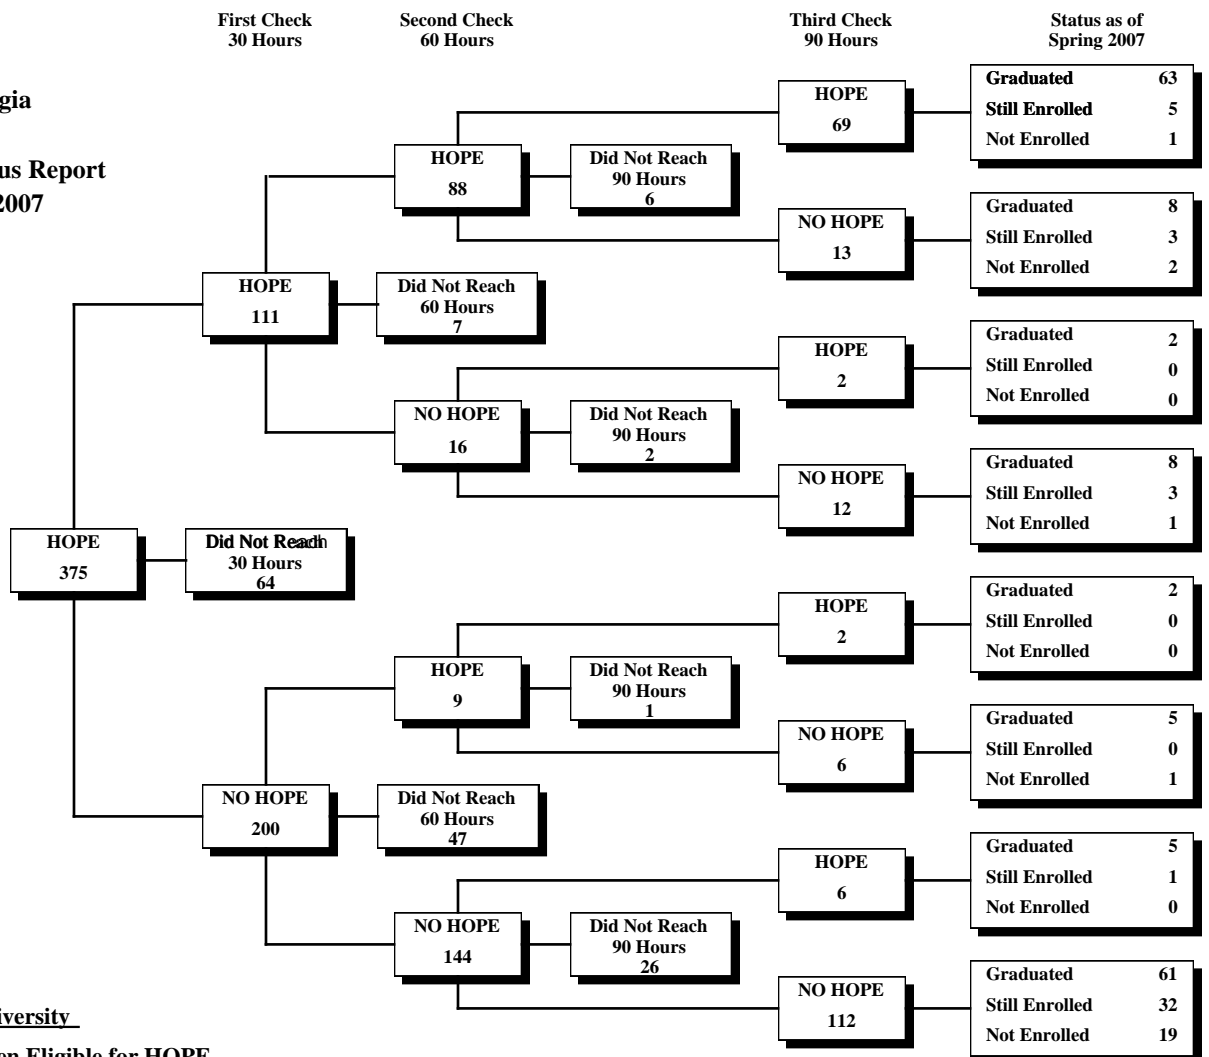 First Check
30 Hours
Second Check
60 Hours
Third Check
90 Hours
Status as of
Spring 2007
gia
us Report
2007
HOPE
375
Did Not Reach
30 Hours
64
HOPE
111
Did Not Reach
60 Hours
7
NO HOPE
200
Did Not Reach
60 Hours
47
HOPE
88
Did Not Reach
90 Hours
6
NO HOPE
16
Did Not Reach
90 Hours
2
HOPE
9
Did Not Reach
90 Hours
1
NO HOPE
144
Did Not Reach
90 Hours
26
HOPE
69
Graduated 63
Still Enrolled 5
Not Enrolled 1
NO HOPE
13
Graduated 8
Still Enrolled 3
Not Enrolled 2
HOPE
2
Graduated 2
Still Enrolled 0
Not Enrolled 0
NO HOPE
12
Graduated 8
Still Enrolled 3
Not Enrolled 1
HOPE
2
Graduated 2
Still Enrolled 0
Not Enrolled 0
NO HOPE
6
Graduated 5
Still Enrolled 0
Not Enrolled 1
HOPE
6
Graduated 5
Still Enrolled 1
Not Enrolled 0
NO HOPE
112
Graduated 61
Still Enrolled 32
Not Enrolled 19
iversity
en Eligible for HOPE